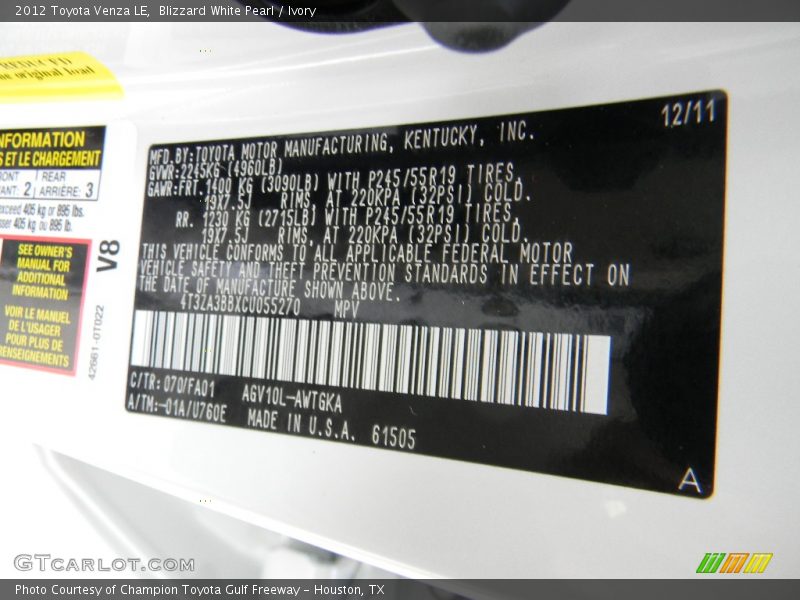 2012 Toyota Venza LE, Blizzard White Pearl / Ivory
REDUCED
original load
NFORMATION
S ET LE CHARGEMENT
RONT 2 REAR 3
VANT: ARRIÈRE:
exceed 405 kg or 895 lbs.
sser 405 kg ou 895 lb.
SEE OWNER'S
MANUAL FOR
ADDITIONAL
INFORMATION
VOIR LE MANUEL
DE L'USAGER
POUR PLUS DE
RENSEIGNEMENTS
V8
42661-0T022
12/11
MFD.BY:TOYOTA MOTOR MANUFACTURING, KENTUCKY, INC.
GVWR:2245KG (4960LB)
GAWR:FRT.1400 KG (3090LB) WITH P245/55R19 TIRES,
19X7.5J RIMS, AT 220KPA (32PSI) COLD.
RR. 1230 KG (2715LB) WITH P245/55R19 TIRES,
19X7.5J RIMS, AT 220KPA (32PSI) COLD.
THIS VEHICLE CONFORMS TO ALL APPLICABLE FEDERAL MOTOR
VEHICLE SAFETY AND THEFT PREVENTION STANDARDS IN EFFECT ON
THE DATE OF MANUFACTURE SHOWN ABOVE.
4T3ZA3BBXCU055270 MPV
C/TR:070/FA01 AGV10L-AWTGKA
A/TM:-01A/U760E MADE IN U.S.A. 61505
A
GTcarlot.com
Photo Courtesy of Champion Toyota Gulf Freeway - Houston, TX